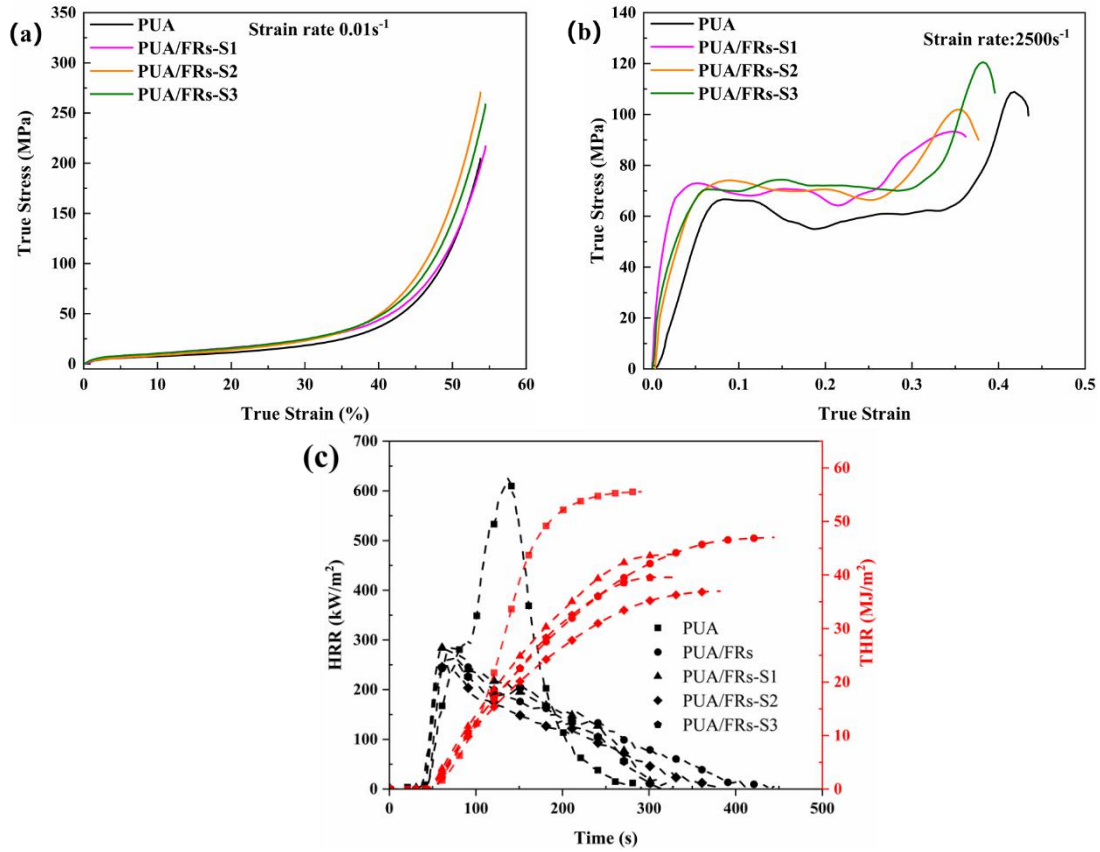 (a)
Strain rate 0.01s⁻¹
PUA
PUA/FRs-S1
PUA/FRs-S2
PUA/FRs-S3
True Stress (MPa)
350
300
250
200
150
100
50
0
0 10 20 30 40 50 60
True Strain (%)
(b)
Strain rate:2500s⁻¹
PUA
PUA/FRs-S1
PUA/FRs-S2
PUA/FRs-S3
True Stress (MPa)
140
120
100
80
60
40
20
0
0.0 0.1 0.2 0.3 0.4 0.5
True Strain
(c)
HRR (kW/m²)
700
600
500
400
300
200
100
0
PUA
PUA/FRs
PUA/FRs-S1
PUA/FRs-S2
PUA/FRs-S3
THR (MJ/m²)
60
50
40
30
20
10
0
0 100 200 300 400 500
Time (s)